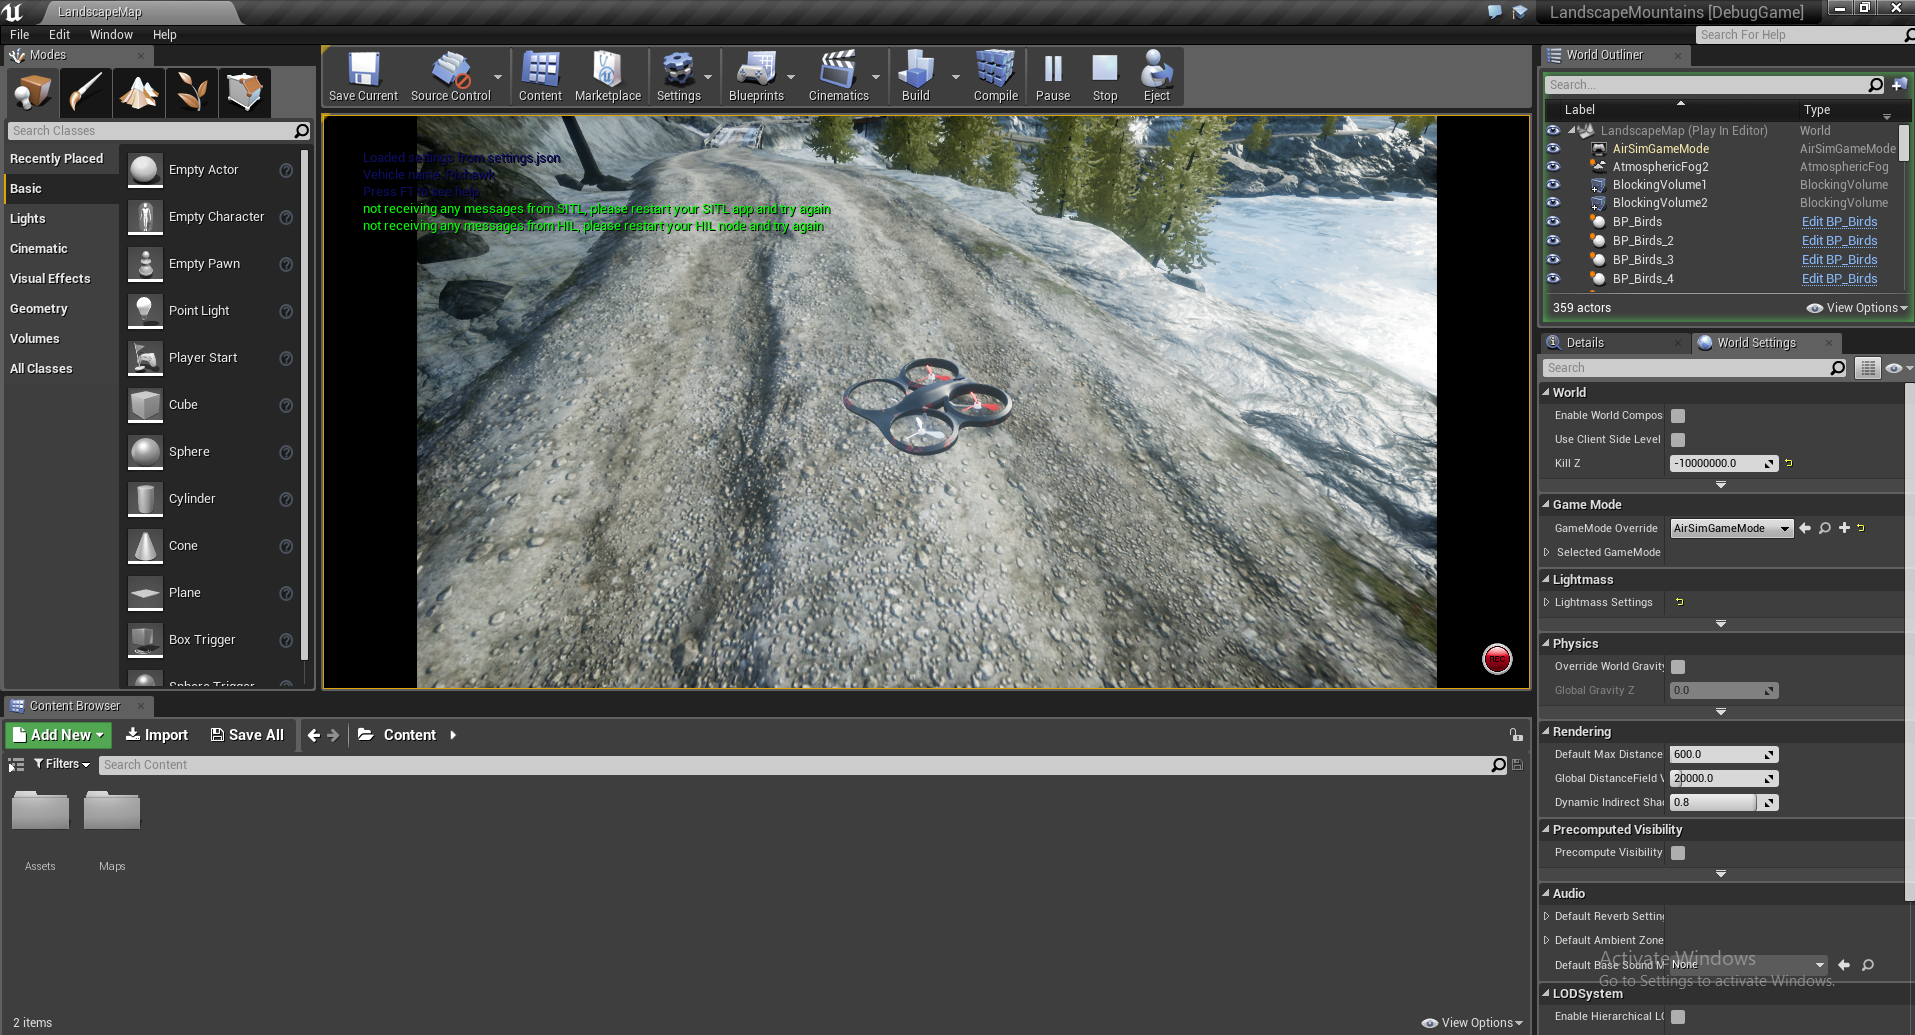 LandscapeMap
LandscapeMountains [DebugGame]
File Edit Window Help
Search For Help
Modes
Search Classes
Recently Placed
Basic
Lights
Cinematic
Visual Effects
Geometry
Volumes
All Classes
Empty Actor
Empty Character
Empty Pawn
Point Light
Player Start
Cube
Sphere
Cylinder
Cone
Plane
Box Trigger
Sphere Trigger
Save Current
Source Control
Content
Marketplace
Settings
Blueprints
Cinematics
Build
Compile
Pause
Stop
Eject
Loaded settings from settings.json
Vehicle name: Pixhawk
Press F1 to see help
not receiving any messages from SITL, please restart your SITL app and try again
not receiving any messages from HIL, please restart your HIL node and try again
REC
World Outliner
Search...
Label Type
LandscapeMap (Play In Editor) World
AirSimGameMode AirSimGameMode
AtmosphericFog2 AtmosphericFog
BlockingVolume1 BlockingVolume
BlockingVolume2 BlockingVolume
BP_Birds Edit BP_Birds
BP_Birds_2 Edit BP_Birds
BP_Birds_3 Edit BP_Birds
BP_Birds_4 Edit BP_Birds
359 actors View Options
Details World Settings
Search
World
Enable World Compos
Use Client Side Level
Kill Z -10000000.0
Game Mode
GameMode Override AirSimGameMode
Selected GameMode
Lightmass
Lightmass Settings
Physics
Override World Gravity
Global Gravity Z 0.0
Rendering
Default Max Distance 600.0
Global DistanceField V 20000.0
Dynamic Indirect Sha 0.8
Precomputed Visibility
Precompute Visibility
Audio
Default Reverb Setting
Default Ambient Zone
Default Base Sound M None
Activate Windows
Go to Settings to activate Windows.
LODSystem
Enable Hierarchical LO
Content Browser
Add New Import Save All Content
Filters Search Content
Assets Maps
2 items View Options